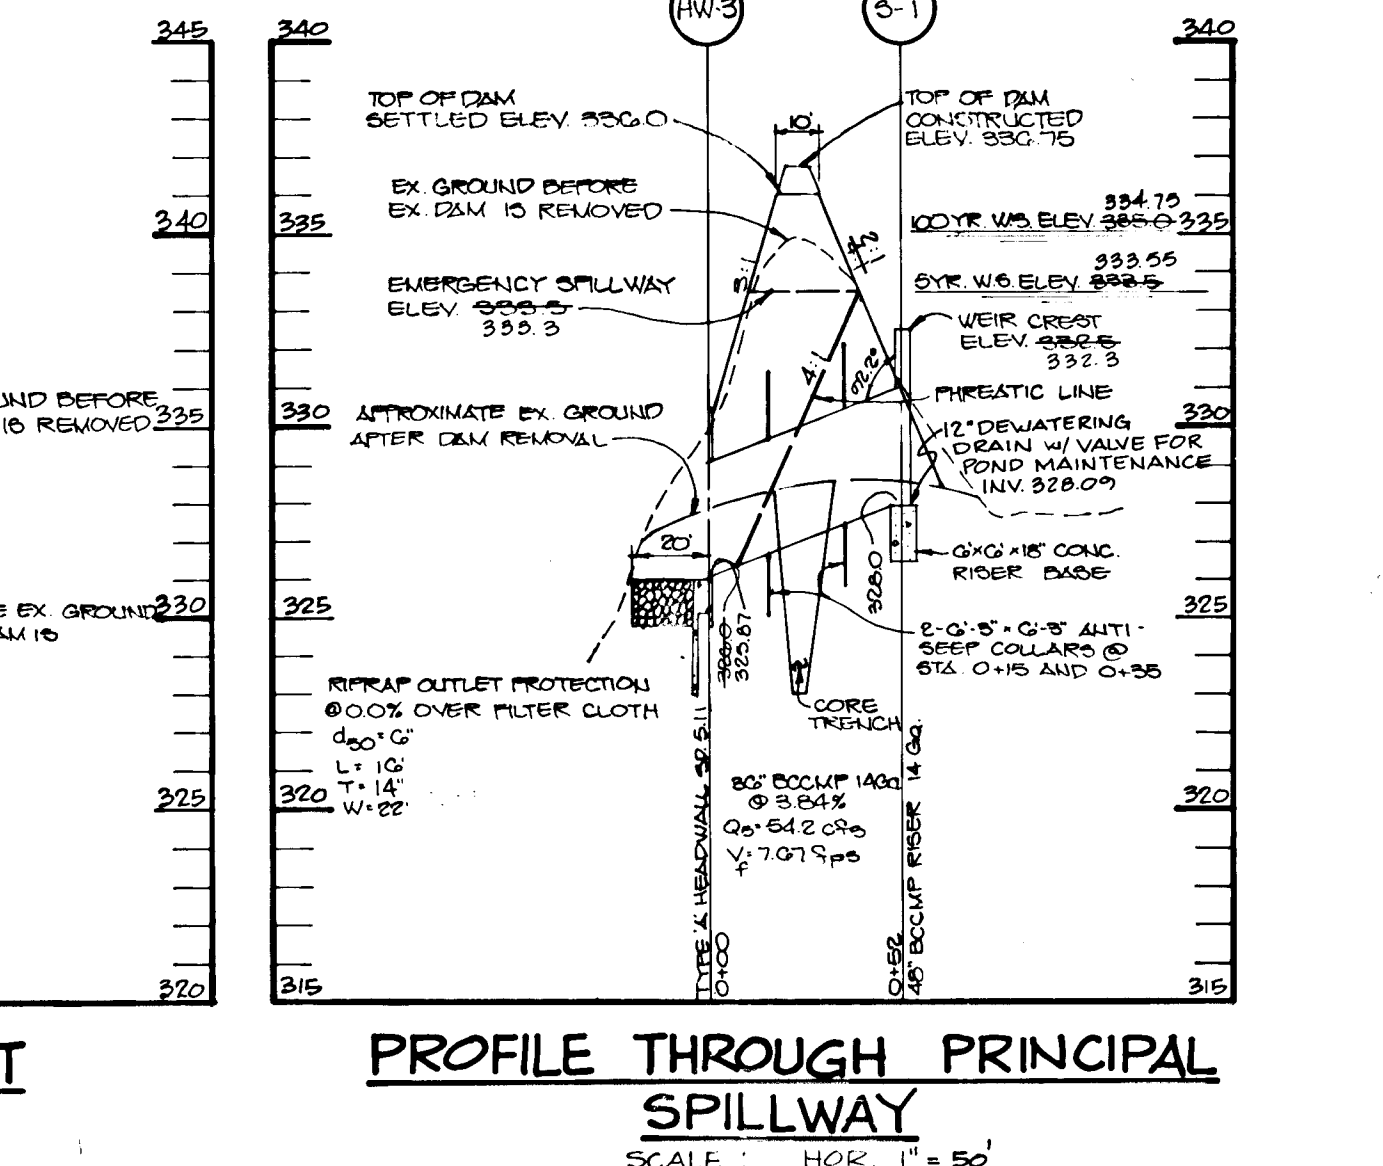 HW-3
S-1
345
340
340
TOP OF DAM
SETTLED ELEV. 336.0
10'
TOP OF DAM
CONSTRUCTED
ELEV. 336.75
EX. GROUND BEFORE
EX. DAM IS REMOVED
340
335
334.75
100 YR. W.S. ELEV. 335.0
335
3:1
2:1
EMERGENCY SPILLWAY
ELEV. 333.5
333.3
333.55
5YR. W.S. ELEV. 333.5
WEIR CREST
ELEV. 332.5
332.3
4:1
PHREATIC LINE
UND BEFORE
IS REMOVED
335
330
APPROXIMATE EX. GROUND
AFTER DAM REMOVAL
330
12" DEWATERING
DRAIN W/ VALVE FOR
POND MAINTENANCE
INV. 328.09
20'
6'x6'x18" CONC.
RISER BASE
328.0
E EX. GROUND
AM IS
330
325
325
326.0
325.87
2-6'-3" x 6'-3" ANTI-
SEEP COLLARS @
STA. 0+15 AND 0+35
RIPRAP OUTLET PROTECTION
@ 0.0% OVER FILTER CLOTH
d50 = 6"
L = 16'
T = 14"
W = 22'
CORE
TRENCH
325
320
320
36" BCCMP 14GA
@ 3.84%
Q5 = 54.2 cfs
Vf = 7.67 fps
TYPE 'A' HEADWALL SD 5.11
0+00
0+52
48" BCCMP RISER 14 GA.
320
315
315
T
PROFILE THROUGH PRINCIPAL
SPILLWAY
SCALE : HOR. 1" = 50'